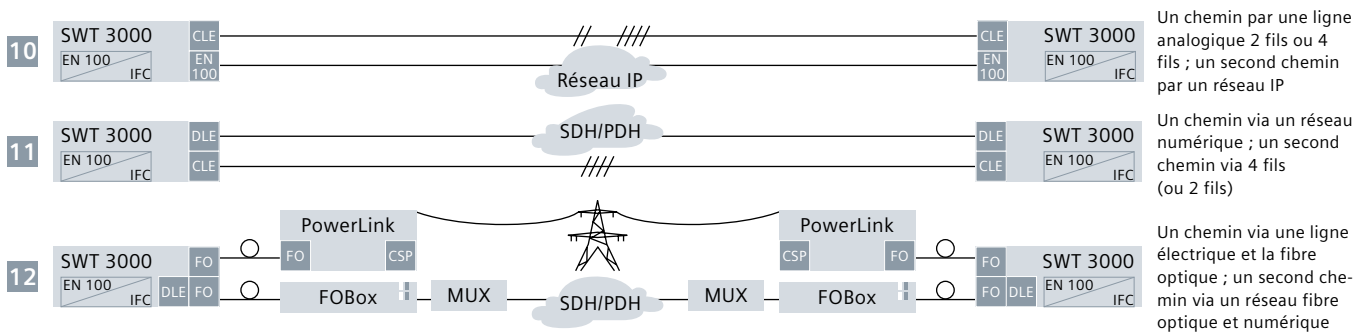 10
SWT 3000
EN 100
IFC
CLE
EN
100
Réseau IP
CLE
EN
100
SWT 3000
EN 100
IFC
Un chemin par une ligne
analogique 2 fils ou 4
fils ; un second chemin
par un réseau IP
11
SWT 3000
EN 100
IFC
DLE
CLE
SDH/PDH
DLE
CLE
SWT 3000
EN 100
IFC
Un chemin via un réseau
numérique ; un second
chemin via 4 fils
(ou 2 fils)
12
SWT 3000
EN 100
IFC
FO
DLE
FO
PowerLink
FO
CSP
FOBox
MUX
SDH/PDH
MUX
PowerLink
CSP
FO
FOBox
FO
FO
DLE
SWT 3000
EN 100
IFC
Un chemin via une ligne
électrique et la fibre
optique ; un second che-
min via un réseau fibre
optique et numérique